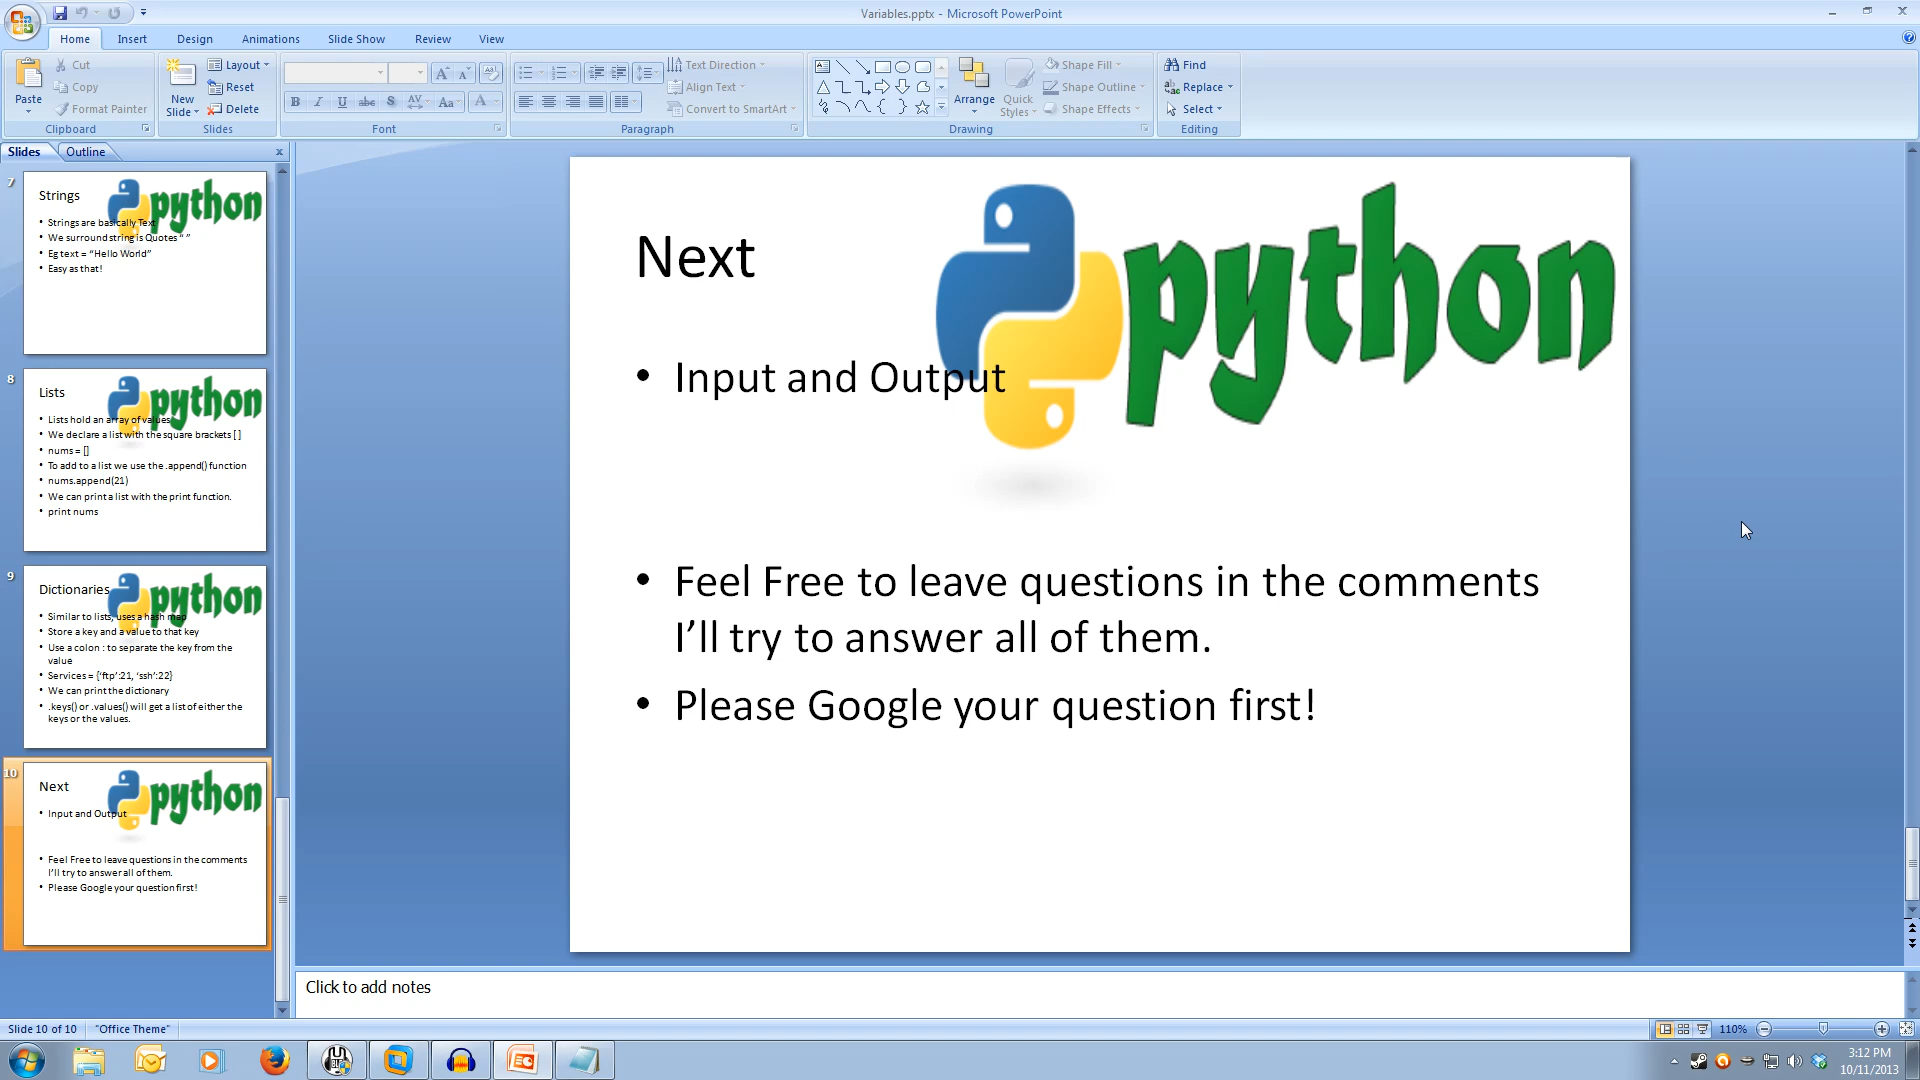 Variables.pptx - Microsoft PowerPoint
Home Insert Design Animations Slide Show Review View
Paste
Cut
Copy
Format Painter
Clipboard
New Slide
Layout
Reset
Delete
Slides
Font
Text Direction
Align Text
Convert to SmartArt
Paragraph
Arrange
Quick Styles
Shape Fill
Shape Outline
Shape Effects
Drawing
Find
Replace
Select
Editing
Slides Outline
7
Strings
python
• Strings are basically Text
• We surround string is Quotes “ ”
• Eg text = “Hello World”
• Easy as that!
8
Lists
python
• Lists hold an array of values
• We declare a list with the square brackets [ ]
• nums = []
• To add to a list we use the .append() function
• nums.append(21)
• We can print a list with the print function.
• print nums
9
Dictionaries
python
• Similar to lists, uses a hash map
• Store a key and a value to that key
• Use a colon : to separate the key from the
value
• Services = {‘ftp’:21, ‘ssh’:22}
• We can print the dictionary
• .keys() or .values() will get a list of either the
keys or the values.
10
Next
python
• Input and Output
• Feel Free to leave questions in the comments
I’ll try to answer all of them.
• Please Google your question first!
Next
python
• Input and Output
• Feel Free to leave questions in the comments
I’ll try to answer all of them.
• Please Google your question first!
Click to add notes
Slide 10 of 10 "Office Theme" 110%
3:12 PM
10/11/2013